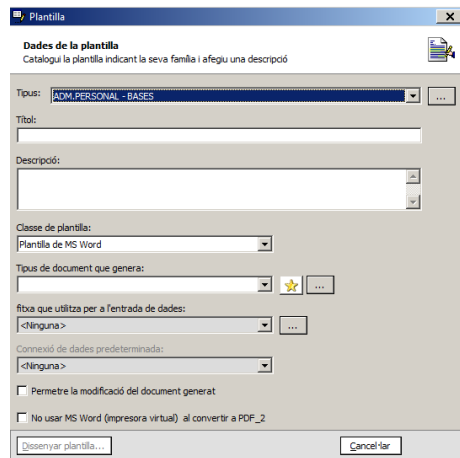 Plantilla
Dades de la plantilla
Catalogui la plantilla indicant la seva família i afegiu una descripció
Tipus: ADM.PERSONAL - BASES ...
Títol:
Descripció:
Classe de plantilla:
Plantilla de MS Word
Tipus de document que genera:
...
fitxa que utilitza per a l'entrada de dades:
<Ninguna> ...
Connexió de dades predeterminada:
<Ninguna>
Permetre la modificació del document generat
No usar MS Word (impresora virtual) al convertir a PDF_2
Dissenyar plantilla... Cancel·lar